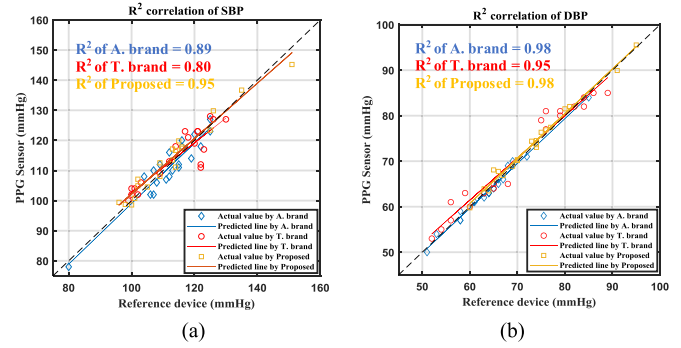 R² correlation of SBP
R² of A. brand = 0.89
R² of T. brand = 0.80
R² of Proposed = 0.95
160
150
140
130
120
110
100
90
80
PPG Sensor (mmHg)
Actual value by A. brand
Predicted line by A. brand
Actual value by T. brand
Predicted line by T. brand
Actual value by Proposed
Predicted line by Proposed
80
100
120
140
160
Reference device (mmHg)
(a)
R² correlation of DBP
R² of A. brand = 0.98
R² of T. brand = 0.95
R² of Proposed = 0.98
100
90
80
70
60
50
PPG Sensor (mmHg)
Actual value by A. brand
Predicted line by A. brand
Actual value by T. brand
Predicted line by T. brand
Actual value by Proposed
Predicted line by Proposed
40
50
60
70
80
90
100
Reference device (mmHg)
(b)